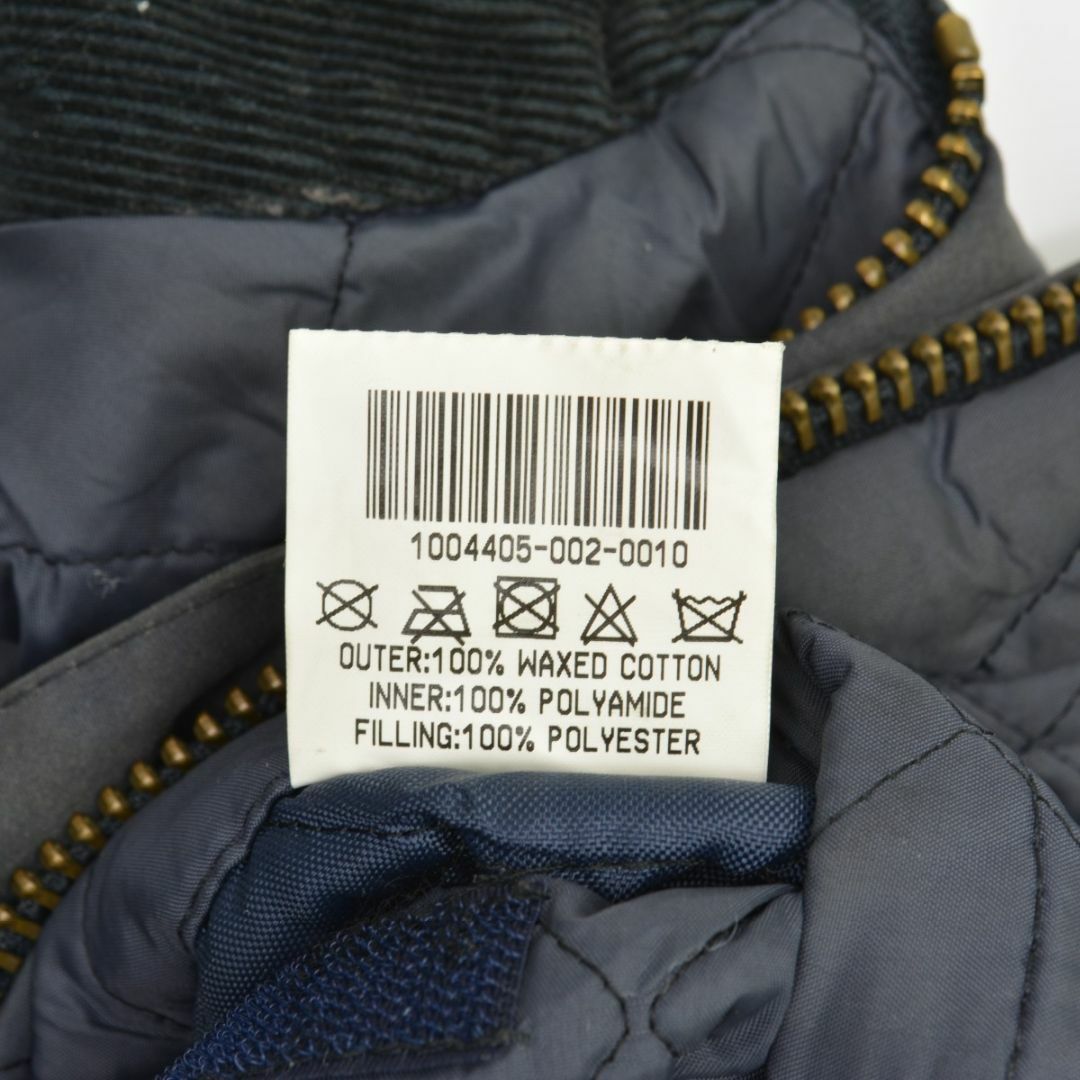 1004405-002-0010
OUTER:100% WAXED COTTON
INNER:100% POLYAMIDE
FILLING:100% POLYESTER